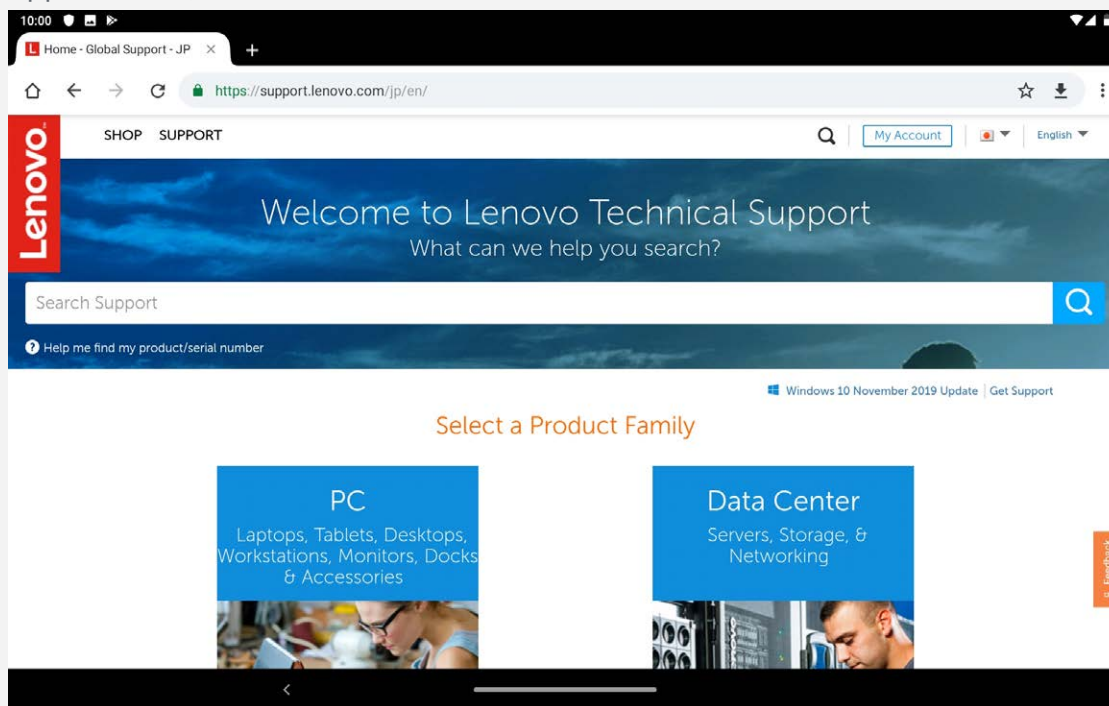 10:00
Home - Global Support - JP
https://support.lenovo.com/jp/en/
Lenovo
SHOP SUPPORT
My Account
English
Welcome to Lenovo Technical Support
What can we help you search?
Search Support
Help me find my product/serial number
Windows 10 November 2019 Update Get Support
Select a Product Family
PC
Laptops, Tablets, Desktops,
Workstations, Monitors, Docks
& Accessories
Data Center
Servers, Storage, &
Networking
Feedback